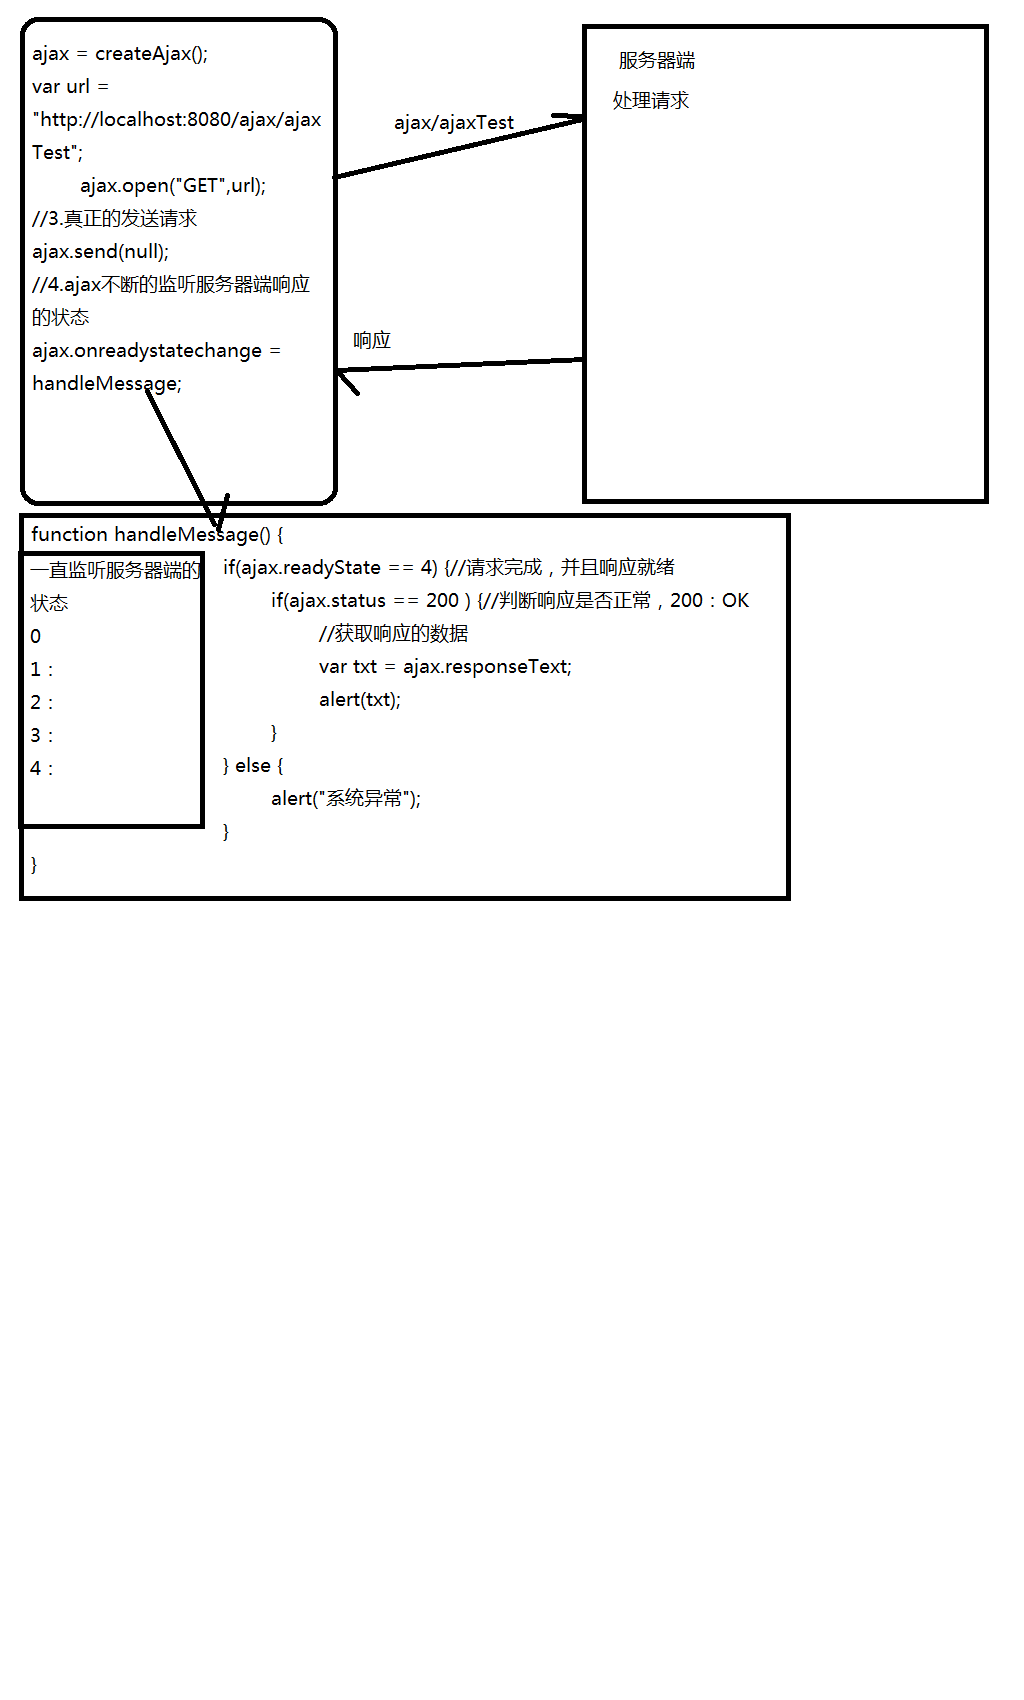 ajax = createAjax();
var url =
"http://localhost:8080/ajax/ajax
Test";
ajax.open("GET",url);
//3.真正的发送请求
ajax.send(null);
//4.ajax不断的监听服务器端响应
的状态
ajax.onreadystatechange =
handleMessage;
ajax/ajaxTest
响应
服务器端
处理请求
function handleMessage() {
一直监听服务器端的
状态
0
1：
2：
3：
4：
if(ajax.readyState == 4) {//请求完成，并且响应就绪
if(ajax.status == 200 ) {//判断响应是否正常，200：OK
//获取响应的数据
var txt = ajax.responseText;
alert(txt);
}
} else {
alert("系统异常");
}
}